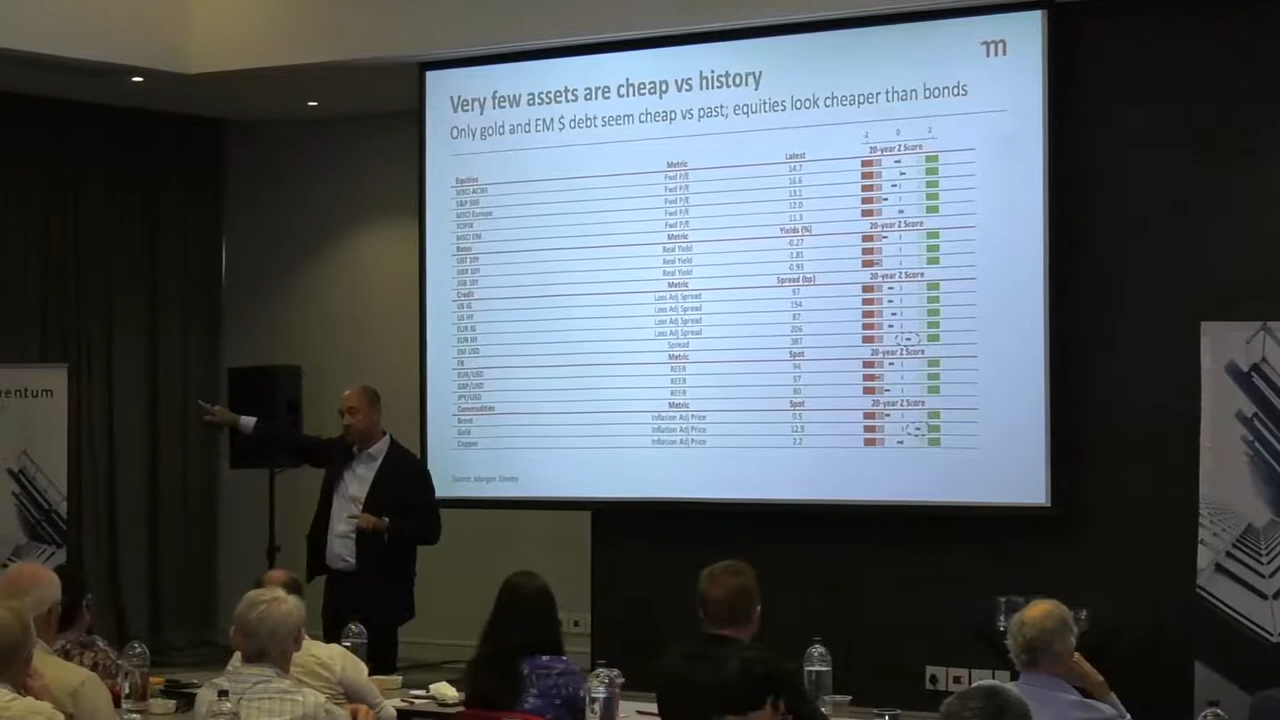 m
Very few assets are cheap vs history
Only gold and EM $ debt seem cheap vs past; equities look cheaper than bonds
-2 0 2
Equities Metric Latest 20-year Z Score
MSCI ACWI Fwd P/E 14.7
S&P 500 Fwd P/E 16.6
MSCI Europe Fwd P/E 13.1
TOPIX Fwd P/E 12.0
MSCI EM Fwd P/E 11.3
Rates Metric Yields (%) 20-year Z Score
UST 10Y Real Yield -0.27
DBR 10Y Real Yield -1.81
JGB 10Y Real Yield -0.93
Credit Metric Spread (bp) 20-year Z Score
US IG Loss Adj Spread 97
US HY Loss Adj Spread 154
EUR IG Loss Adj Spread 87
EUR HY Loss Adj Spread 206
EM USD Spread 387
FX Metric Spot 20-year Z Score
EUR/USD REER 94
GBP/USD REER 97
JPY/USD REER 80
Commodities Metric Spot 20-year Z Score
Brent Inflation Adj Price 0.5
Gold Inflation Adj Price 12.5
Copper Inflation Adj Price 2.2
Source: Morgan Stanley
entum